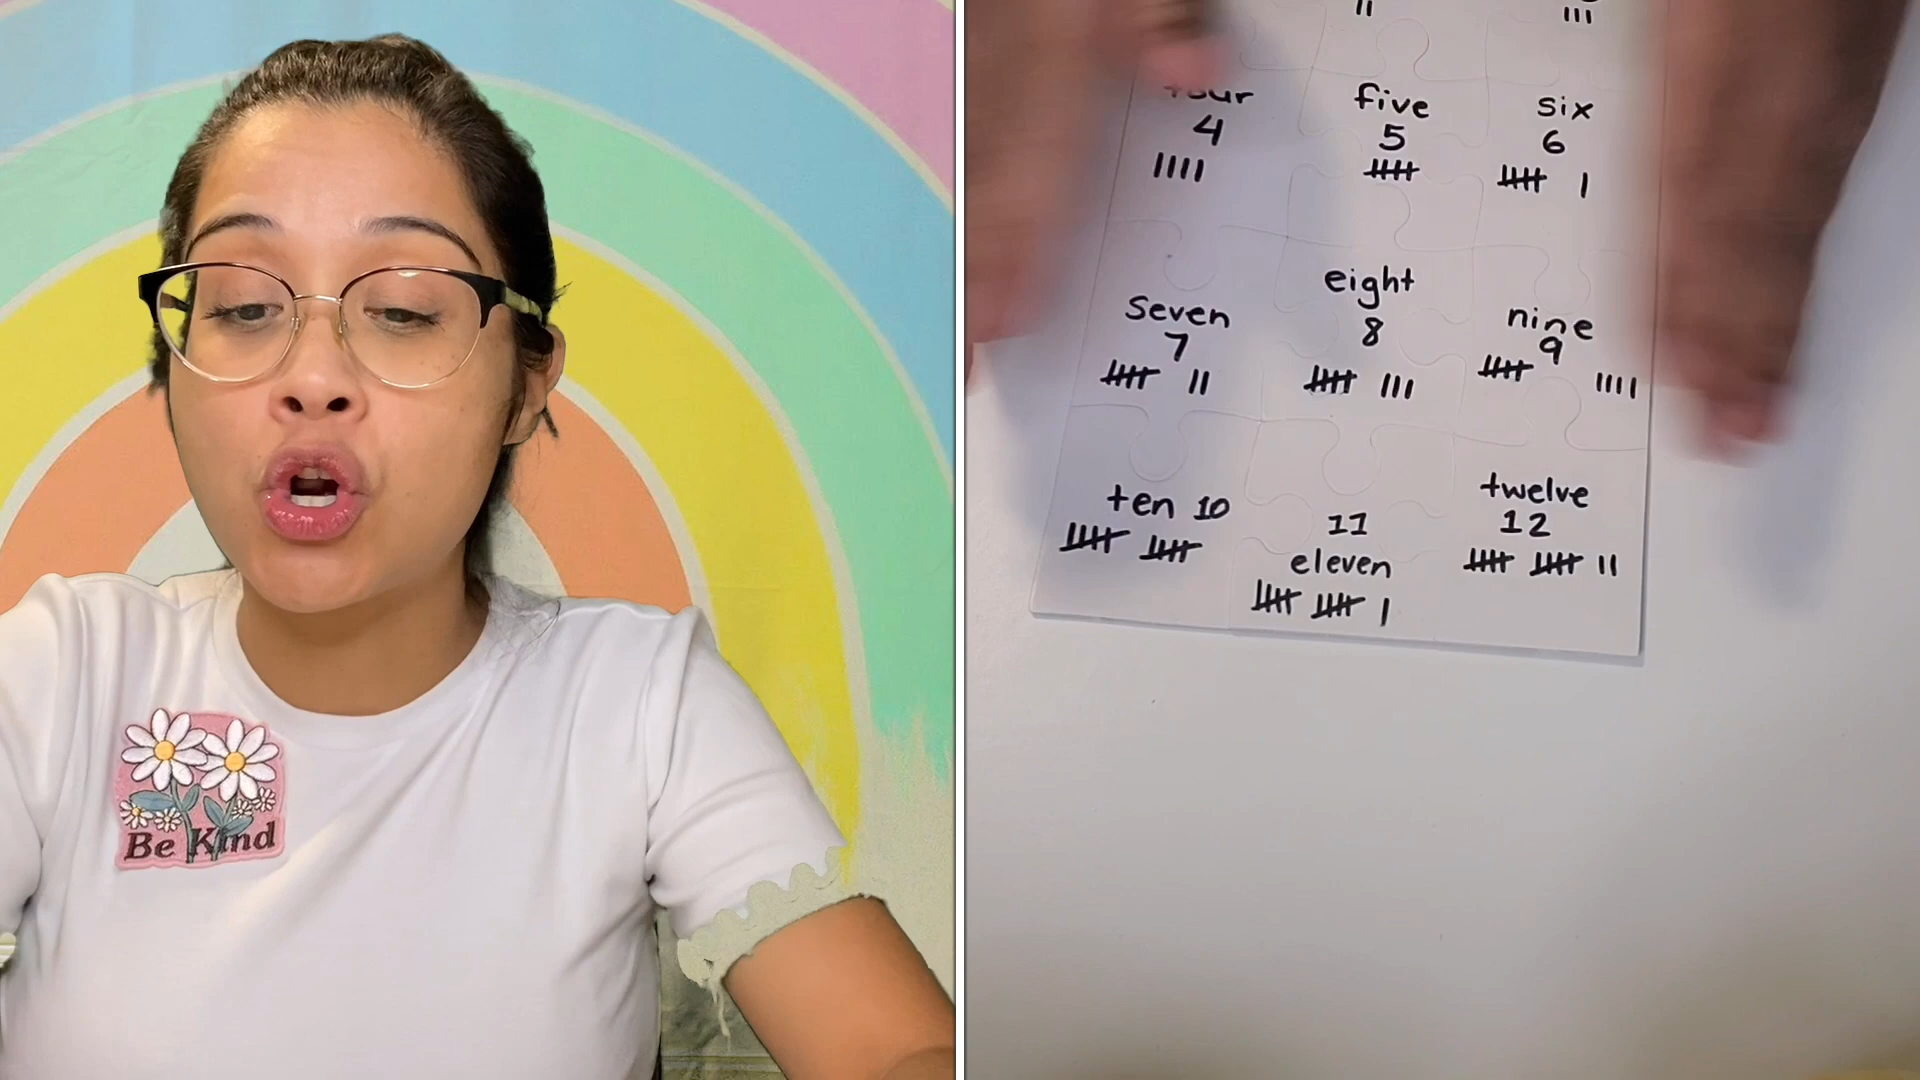 five
six
4
5
6
eight
seven
nine
8
7
9
ten 10
twelve
11
12
eleven
Be Kind